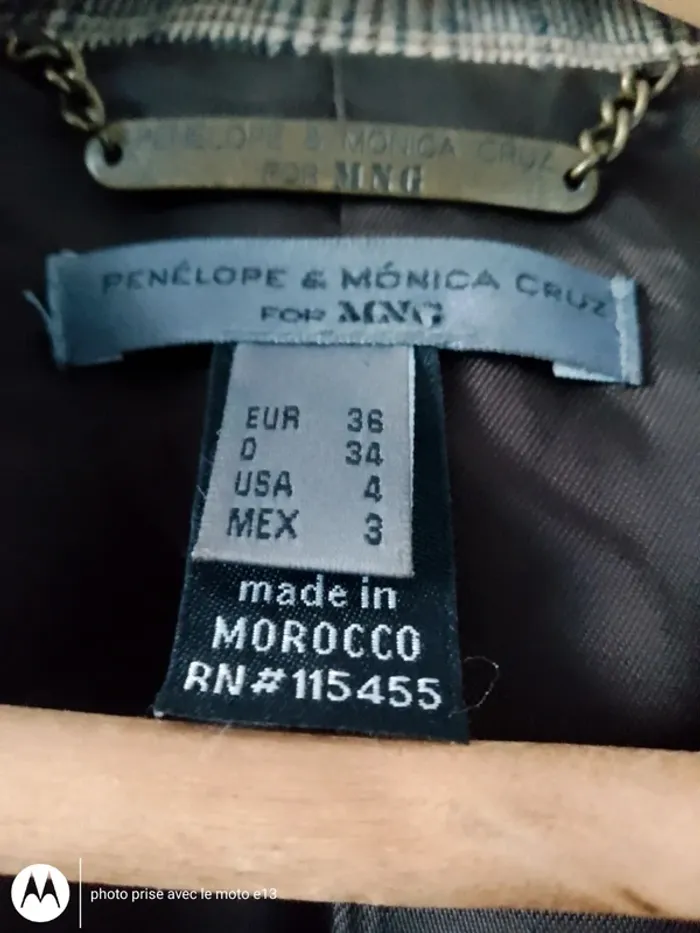 PENÉLOPE & MÓNICA CRUZ
FOR MNG
PENÉLOPE & MÓNICA CRUZ
FOR MNG
EUR 36
D 34
USA 4
MEX 3
made in
MOROCCO
RN#115455
photo prise avec le moto e13